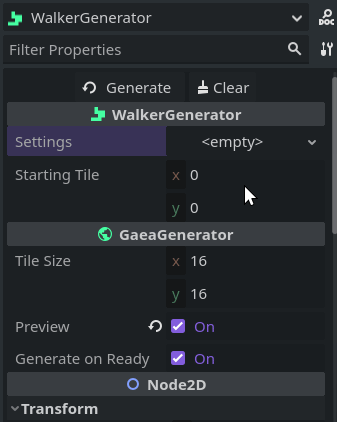 WalkerGenerator
DOC
Filter Properties
Generate Clear
WalkerGenerator
Settings <empty>
Starting Tile x 0
y 0
GaeaGenerator
Tile Size x 16
y 16
Preview On
Generate on Ready On
Node2D
Transform